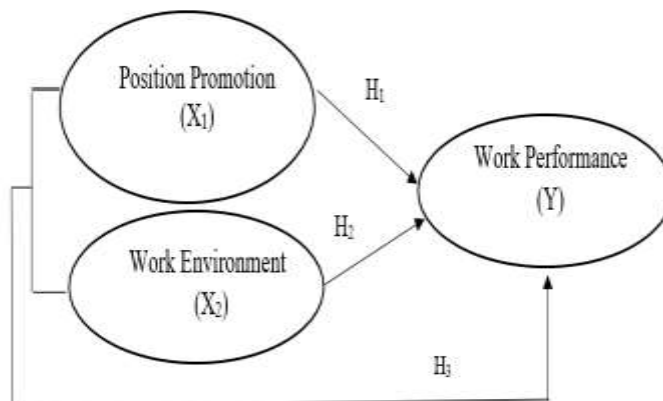 Position Promotion
(X₁)
H₁
Work Performance
(Y)
H₂
Work Environment
(X₂)
H₃